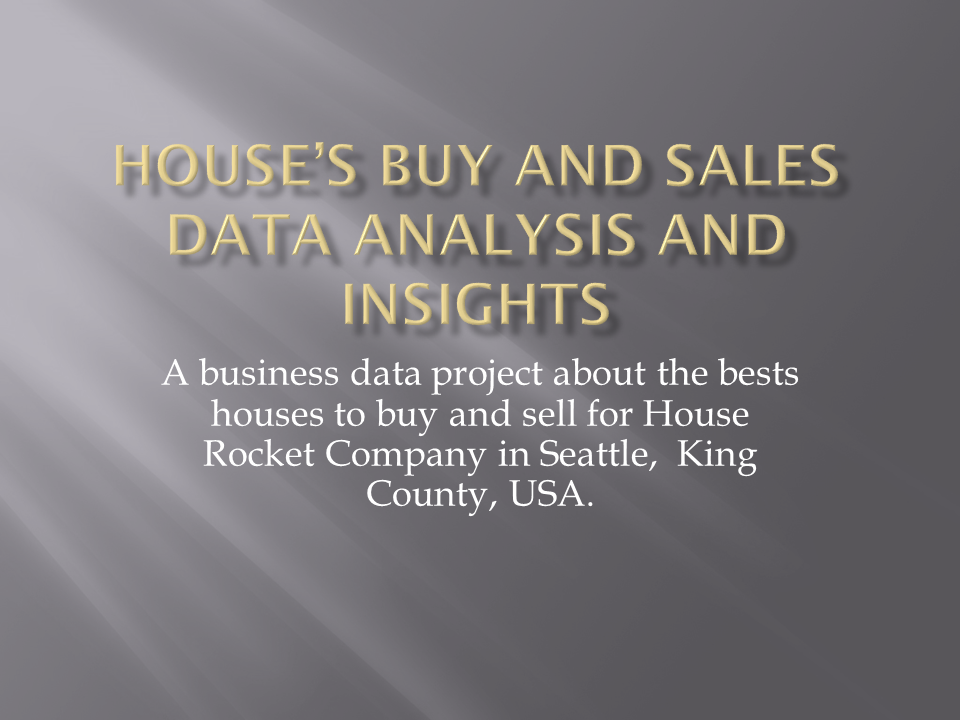 HOUSE’S BUY AND SALES
DATA ANALYSIS AND
INSIGHTS
A business data project about the bests
houses to buy and sell for House
Rocket Company in Seattle,  King
County, USA.